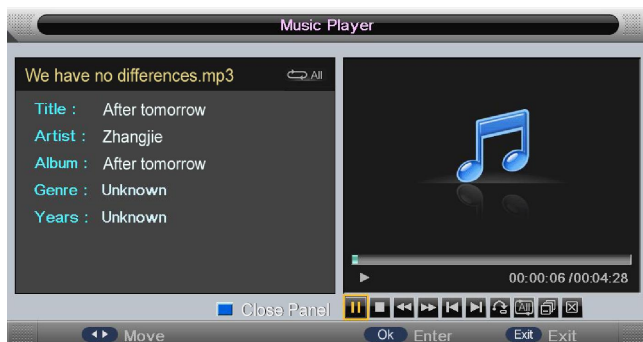 Music Player
We have no differences.mp3 All
Title : After tomorrow
Artist : Zhangjie
Album : After tomorrow
Genre : Unknown
Years : Unknown
00:00:06 /00:04:28
Close Panel
All
Move Ok Enter Exit Exit